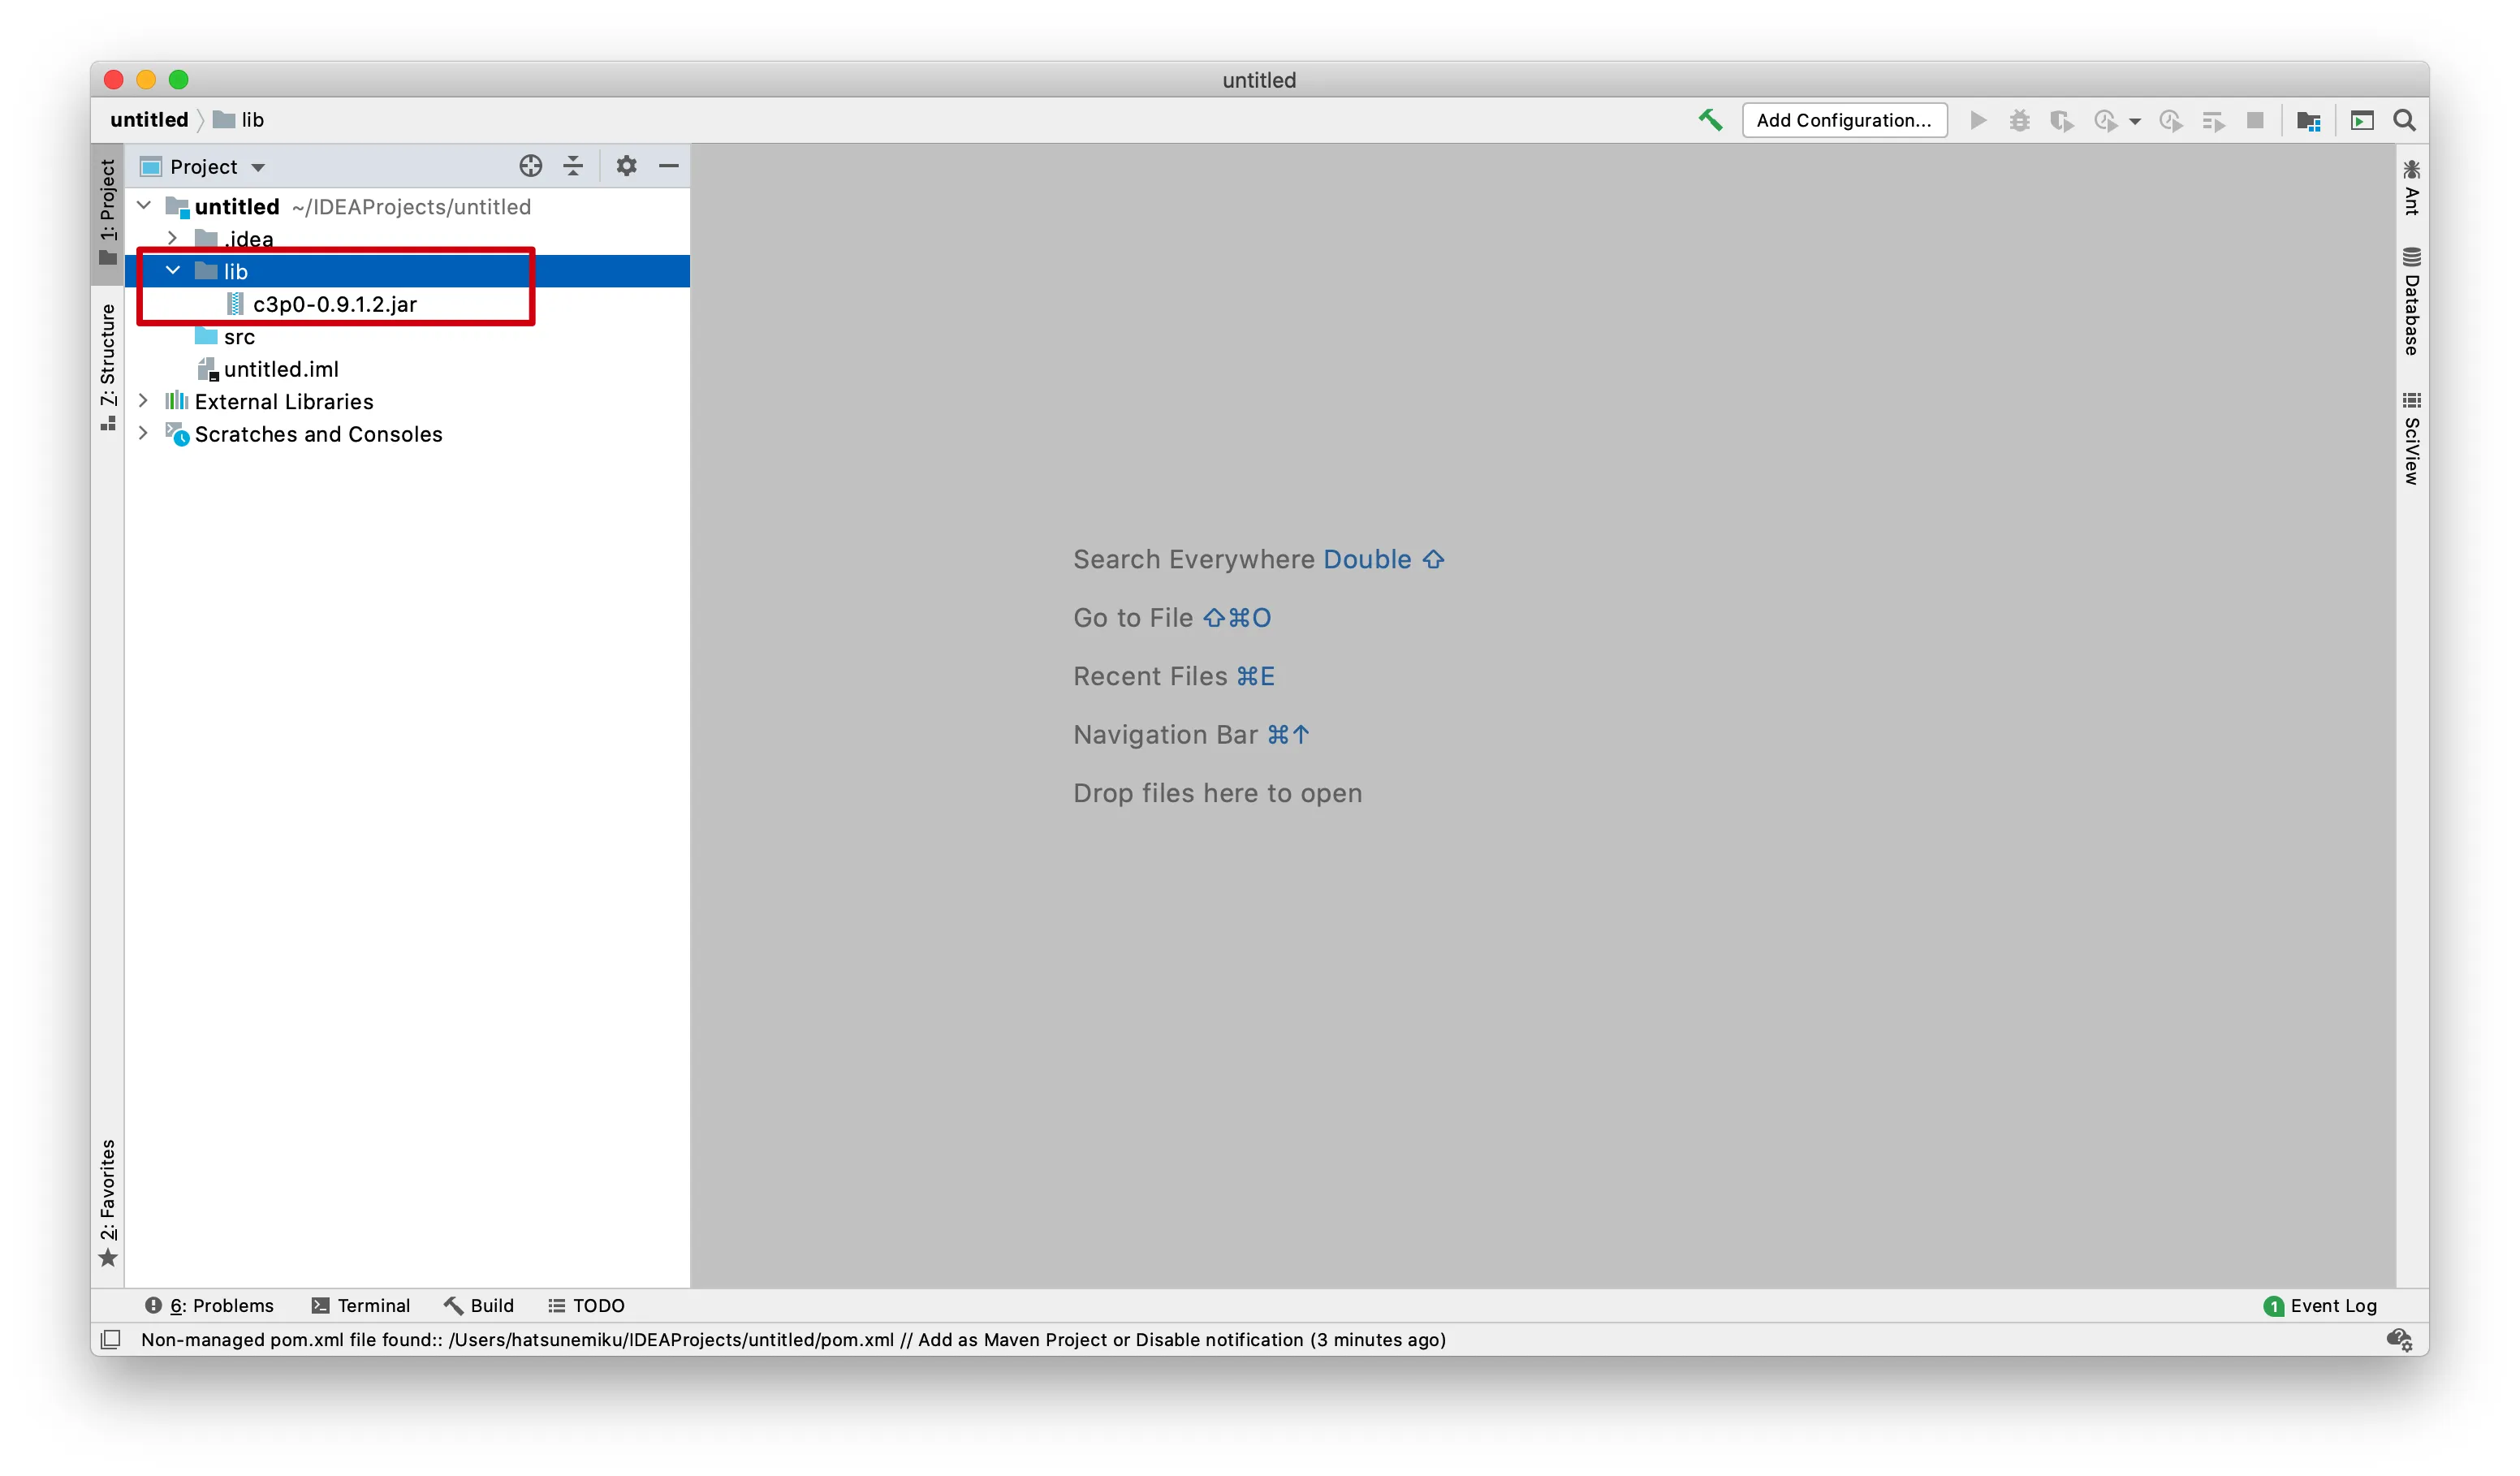 untitled
untitled lib
Add Configuration...
Project
untitled ~/IDEAProjects/untitled
.idea
lib
c3p0-0.9.1.2.jar
src
untitled.iml
External Libraries
Scratches and Consoles
1: Project
Z: Structure
2: Favorites
Search Everywhere Double ⇧
Go to File ⇧⌘O
Recent Files ⌘E
Navigation Bar ⌘↑
Drop files here to open
Ant
Database
SciView
6: Problems Terminal Build TODO
1 Event Log
Non-managed pom.xml file found:: /Users/hatsunemiku/IDEAProjects/untitled/pom.xml // Add as Maven Project or Disable notification (3 minutes ago)